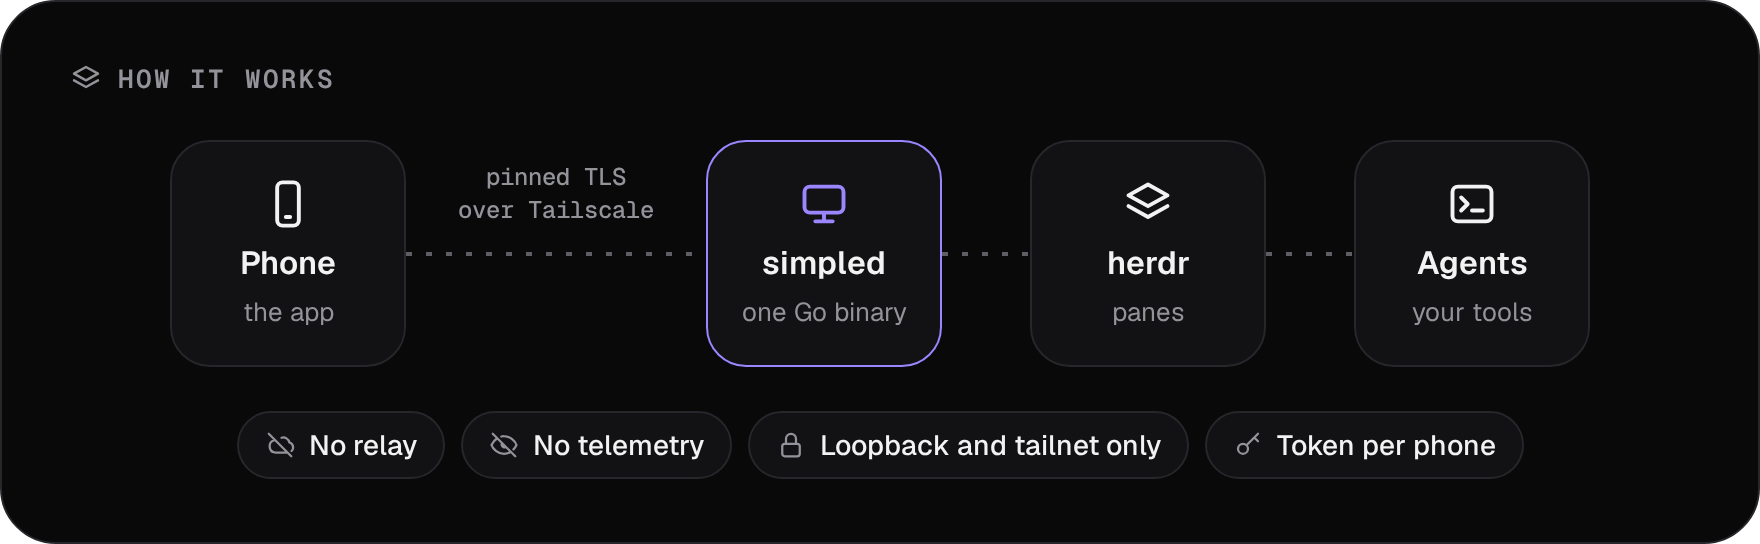 HOW IT WORKS
Phone
the app
pinned TLS
over Tailscale
simpled
one Go binary
herdr
panes
Agents
your tools
No relay
No telemetry
Loopback and tailnet only
Token per phone